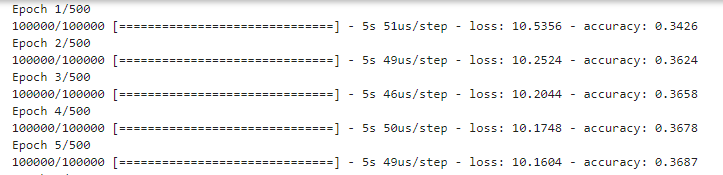 Epoch 1/500
100000/100000 [==============================] - 5s 51us/step - loss: 10.5356 - accuracy: 0.3426
Epoch 2/500
100000/100000 [==============================] - 5s 49us/step - loss: 10.2524 - accuracy: 0.3624
Epoch 3/500
100000/100000 [==============================] - 5s 46us/step - loss: 10.2044 - accuracy: 0.3658
Epoch 4/500
100000/100000 [==============================] - 5s 50us/step - loss: 10.1748 - accuracy: 0.3678
Epoch 5/500
100000/100000 [==============================] - 5s 49us/step - loss: 10.1604 - accuracy: 0.3687